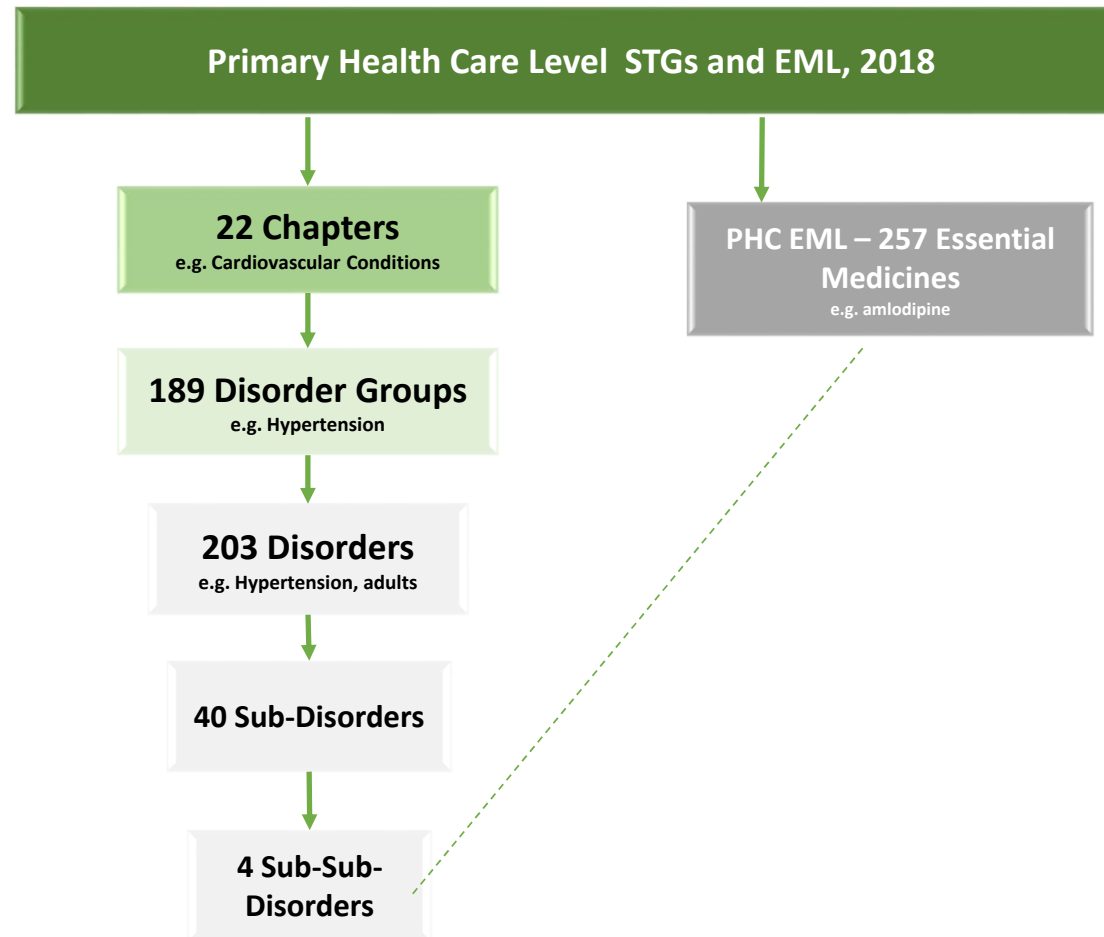 Primary Health Care Level  STGs and EML, 2018
22 Chapters
e.g. Cardiovascular Conditions
189 Disorder Groups
e.g. Hypertension
203 Disorders
e.g. Hypertension, adults
40 Sub-Disorders
4 Sub-Sub-
Disorders
PHC EML – 257 Essential
Medicines
e.g. amlodipine